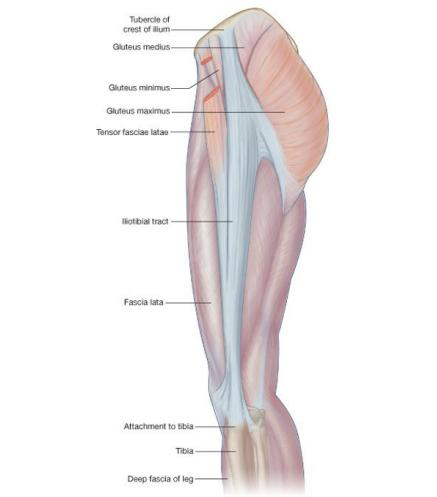 Tubercle of
crest of ilium
Gluteus medius
Gluteus minimus
Gluteus maximus
Tensor fasciae latae
Iliotibial tract
Fascia lata
Attachment to tibia
Tibia
Deep fascia of leg